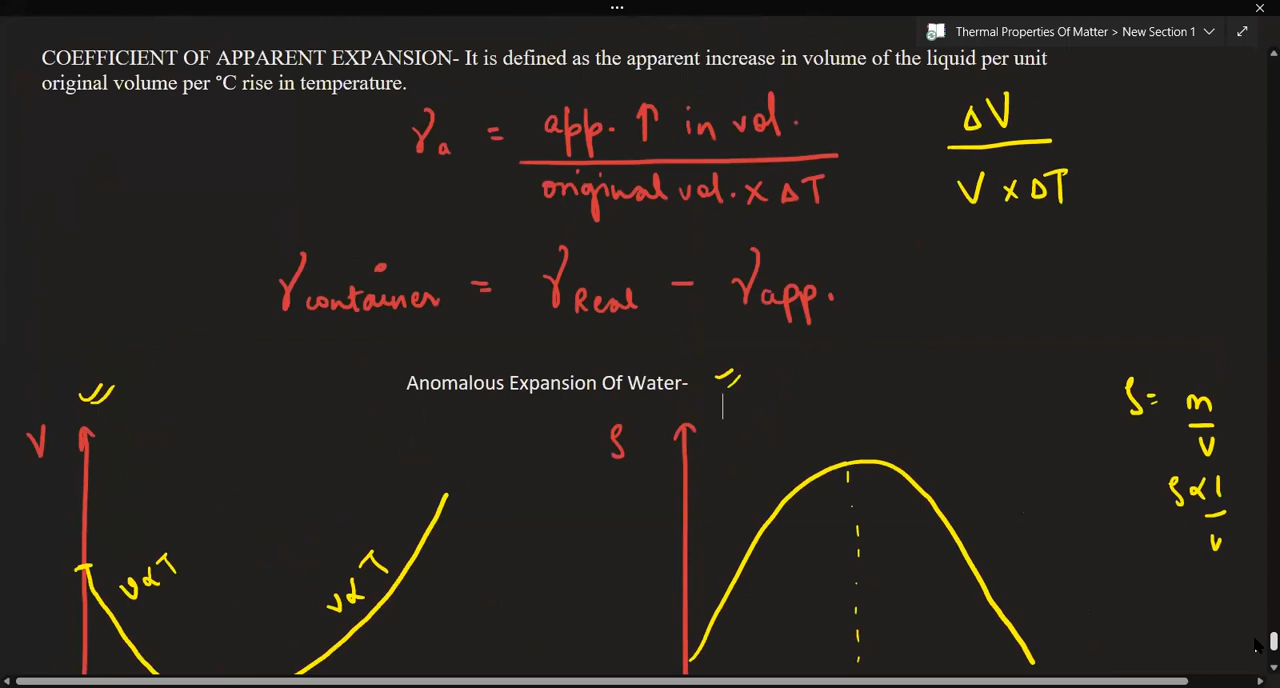 Thermal Properties Of Matter > New Section 1
COEFFICIENT OF APPARENT EXPANSION- It is defined as the apparent increase in volume of the liquid per unit
original volume per °C rise in temperature.
γa = app. ↑ in vol. / original vol. × ΔT
ΔV / V × ΔT
γcontainer = γReal - γapp.
Anomalous Expansion Of Water-
V
V α T
V α T
ρ
ρ = m / V
ρ α 1 / v